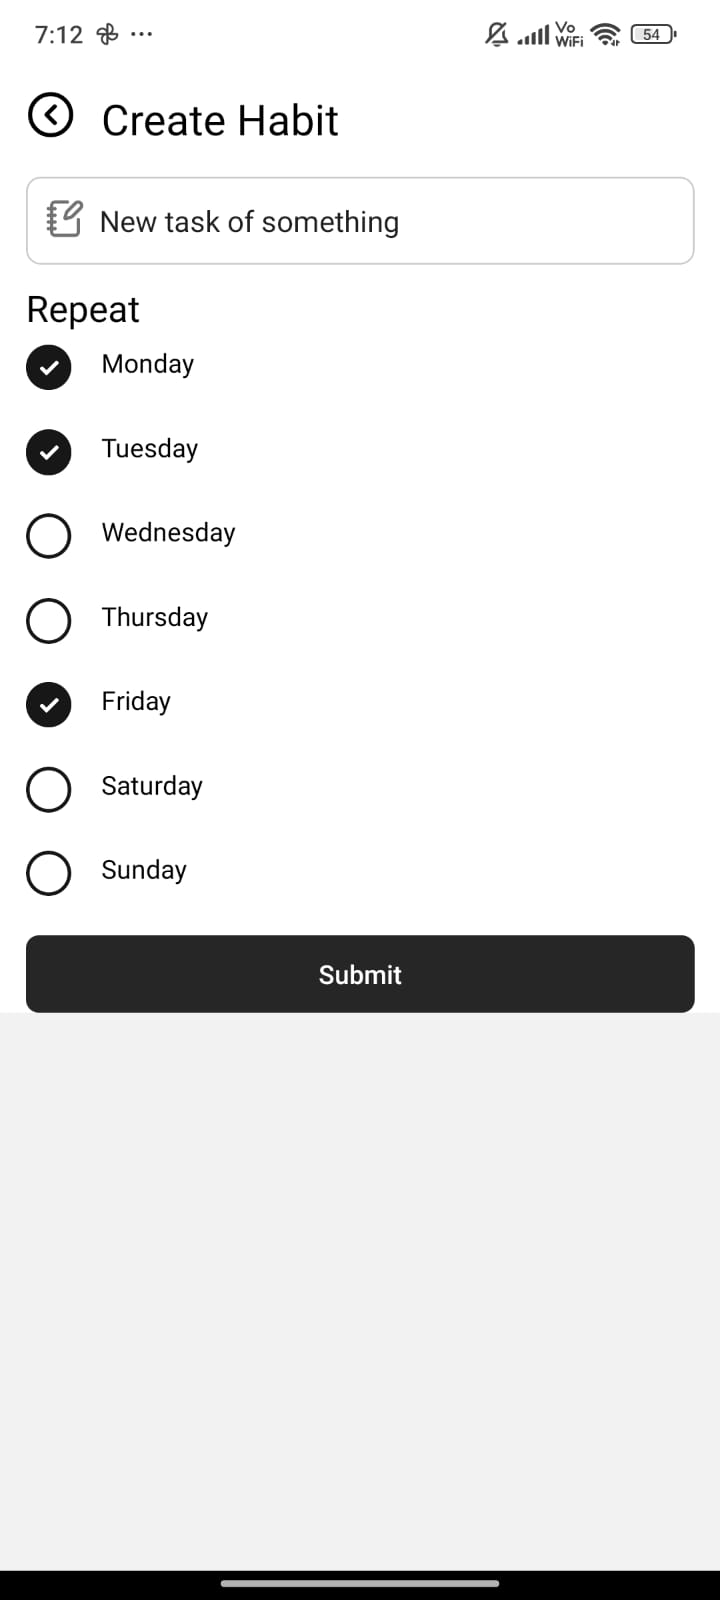 7:12
Vo
WiFi
54
Create Habit
New task of something
Repeat
Monday
Tuesday
Wednesday
Thursday
Friday
Saturday
Sunday
Submit